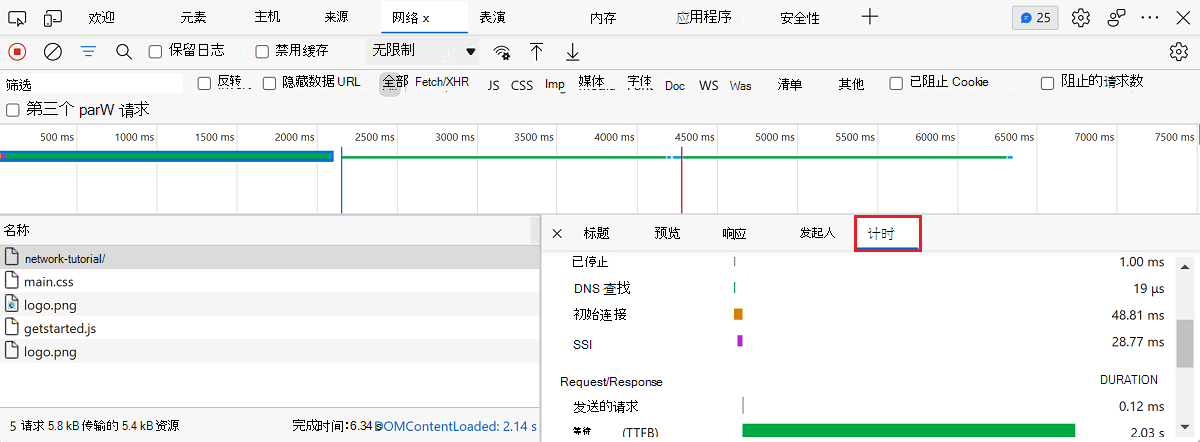 欢迎 元素 主机 来源 网络 x 表演 内存 应用程序 安全性 25
保留日志 禁用缓存 无限制
筛选 反转 隐藏数据 URL 全部 Fetch/XHR JS CSS Img 媒体 字体 Doc WS Was 清单 其他 已阻止 Cookie 阻止的请求数
第三个 parW 请求
500 ms 1000 ms 1500 ms 2000 ms 2500 ms 3000 ms 3500 ms 4000 ms 4500 ms 5000 ms 5500 ms 6000 ms 6500 ms 7000 ms 7500 ms
名称
network-tutorial/
main.css
logo.png
getstarted.js
logo.png
5 请求 5.8 kB 传输的 5.4 kB 资源 完成时间: 6.34 s DOMContentLoaded: 2.14 s
标题 预览 响应 发起人 计时
已停止 1.00 ms
DNS 查找 19 µs
初始连接 48.81 ms
SSI 28.77 ms
Request/Response DURATION
发送的请求 0.12 ms
等待 (TTFB) 2.03 s